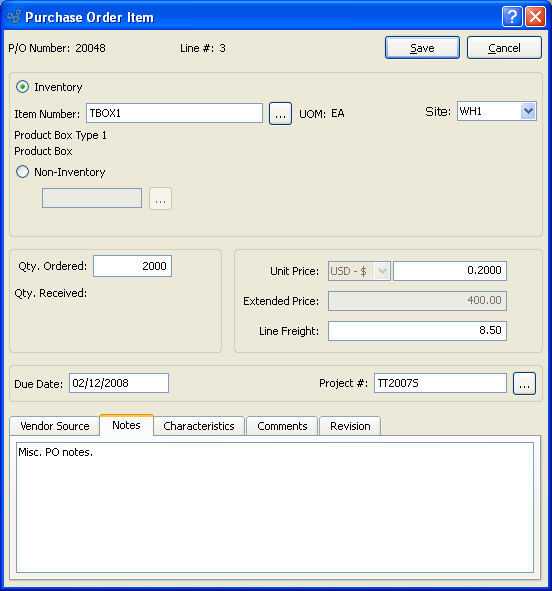 Purchase Order Item
P/O Number: 20048 Line #: 3 Save Cancel
Inventory
Item Number: TBOX1 ... UOM: EA Site: WH1
Product Box Type 1
Product Box
Non-Inventory
...
Qty. Ordered: 2000 Unit Price: USD - $ 0.2000
Qty. Received: Extended Price: 400.00
Line Freight: 8.50
Due Date: 02/12/2008 Project #: TT2007S ...
Vendor Source Notes Characteristics Comments Revision
Misc. PO notes.